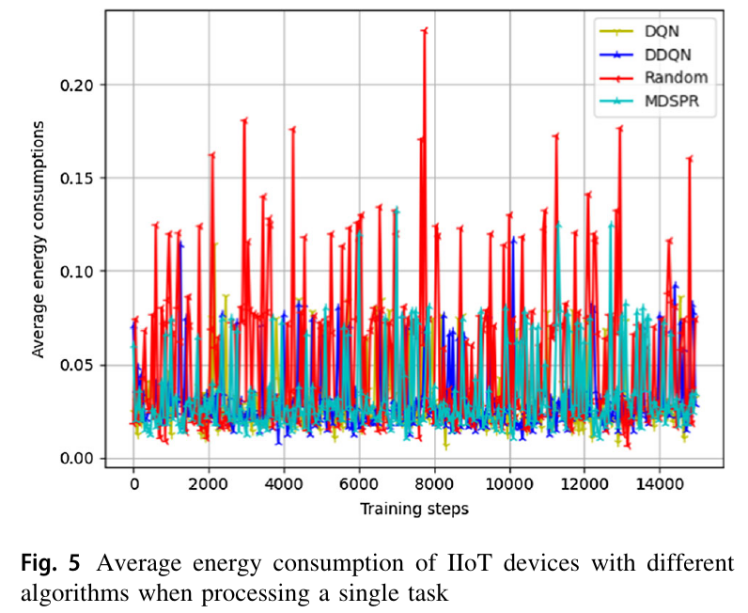 0.20
0.15
0.10
0.05
0.00
Average energy consumptions
DQN
DDQN
Random
MDSPR
0 2000 4000 6000 8000 10000 12000 14000
Training steps
Fig. 5 Average energy consumption of IIoT devices with different
algorithms when processing a single task